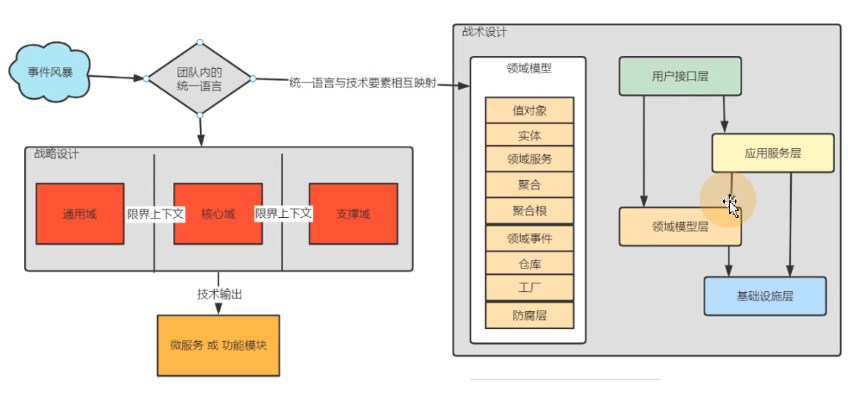 事件风暴
团队内的
统一语言
统一语言与技术要素相互映射
战略设计
通用域
限界上下文
核心域
限界上下文
支撑域
技术输出
微服务 或 功能模块
战术设计
领域模型
值对象
实体
领域服务
聚合
聚合根
领域事件
仓库
工厂
防腐层
用户接口层
应用服务层
领域模型层
基础设施层